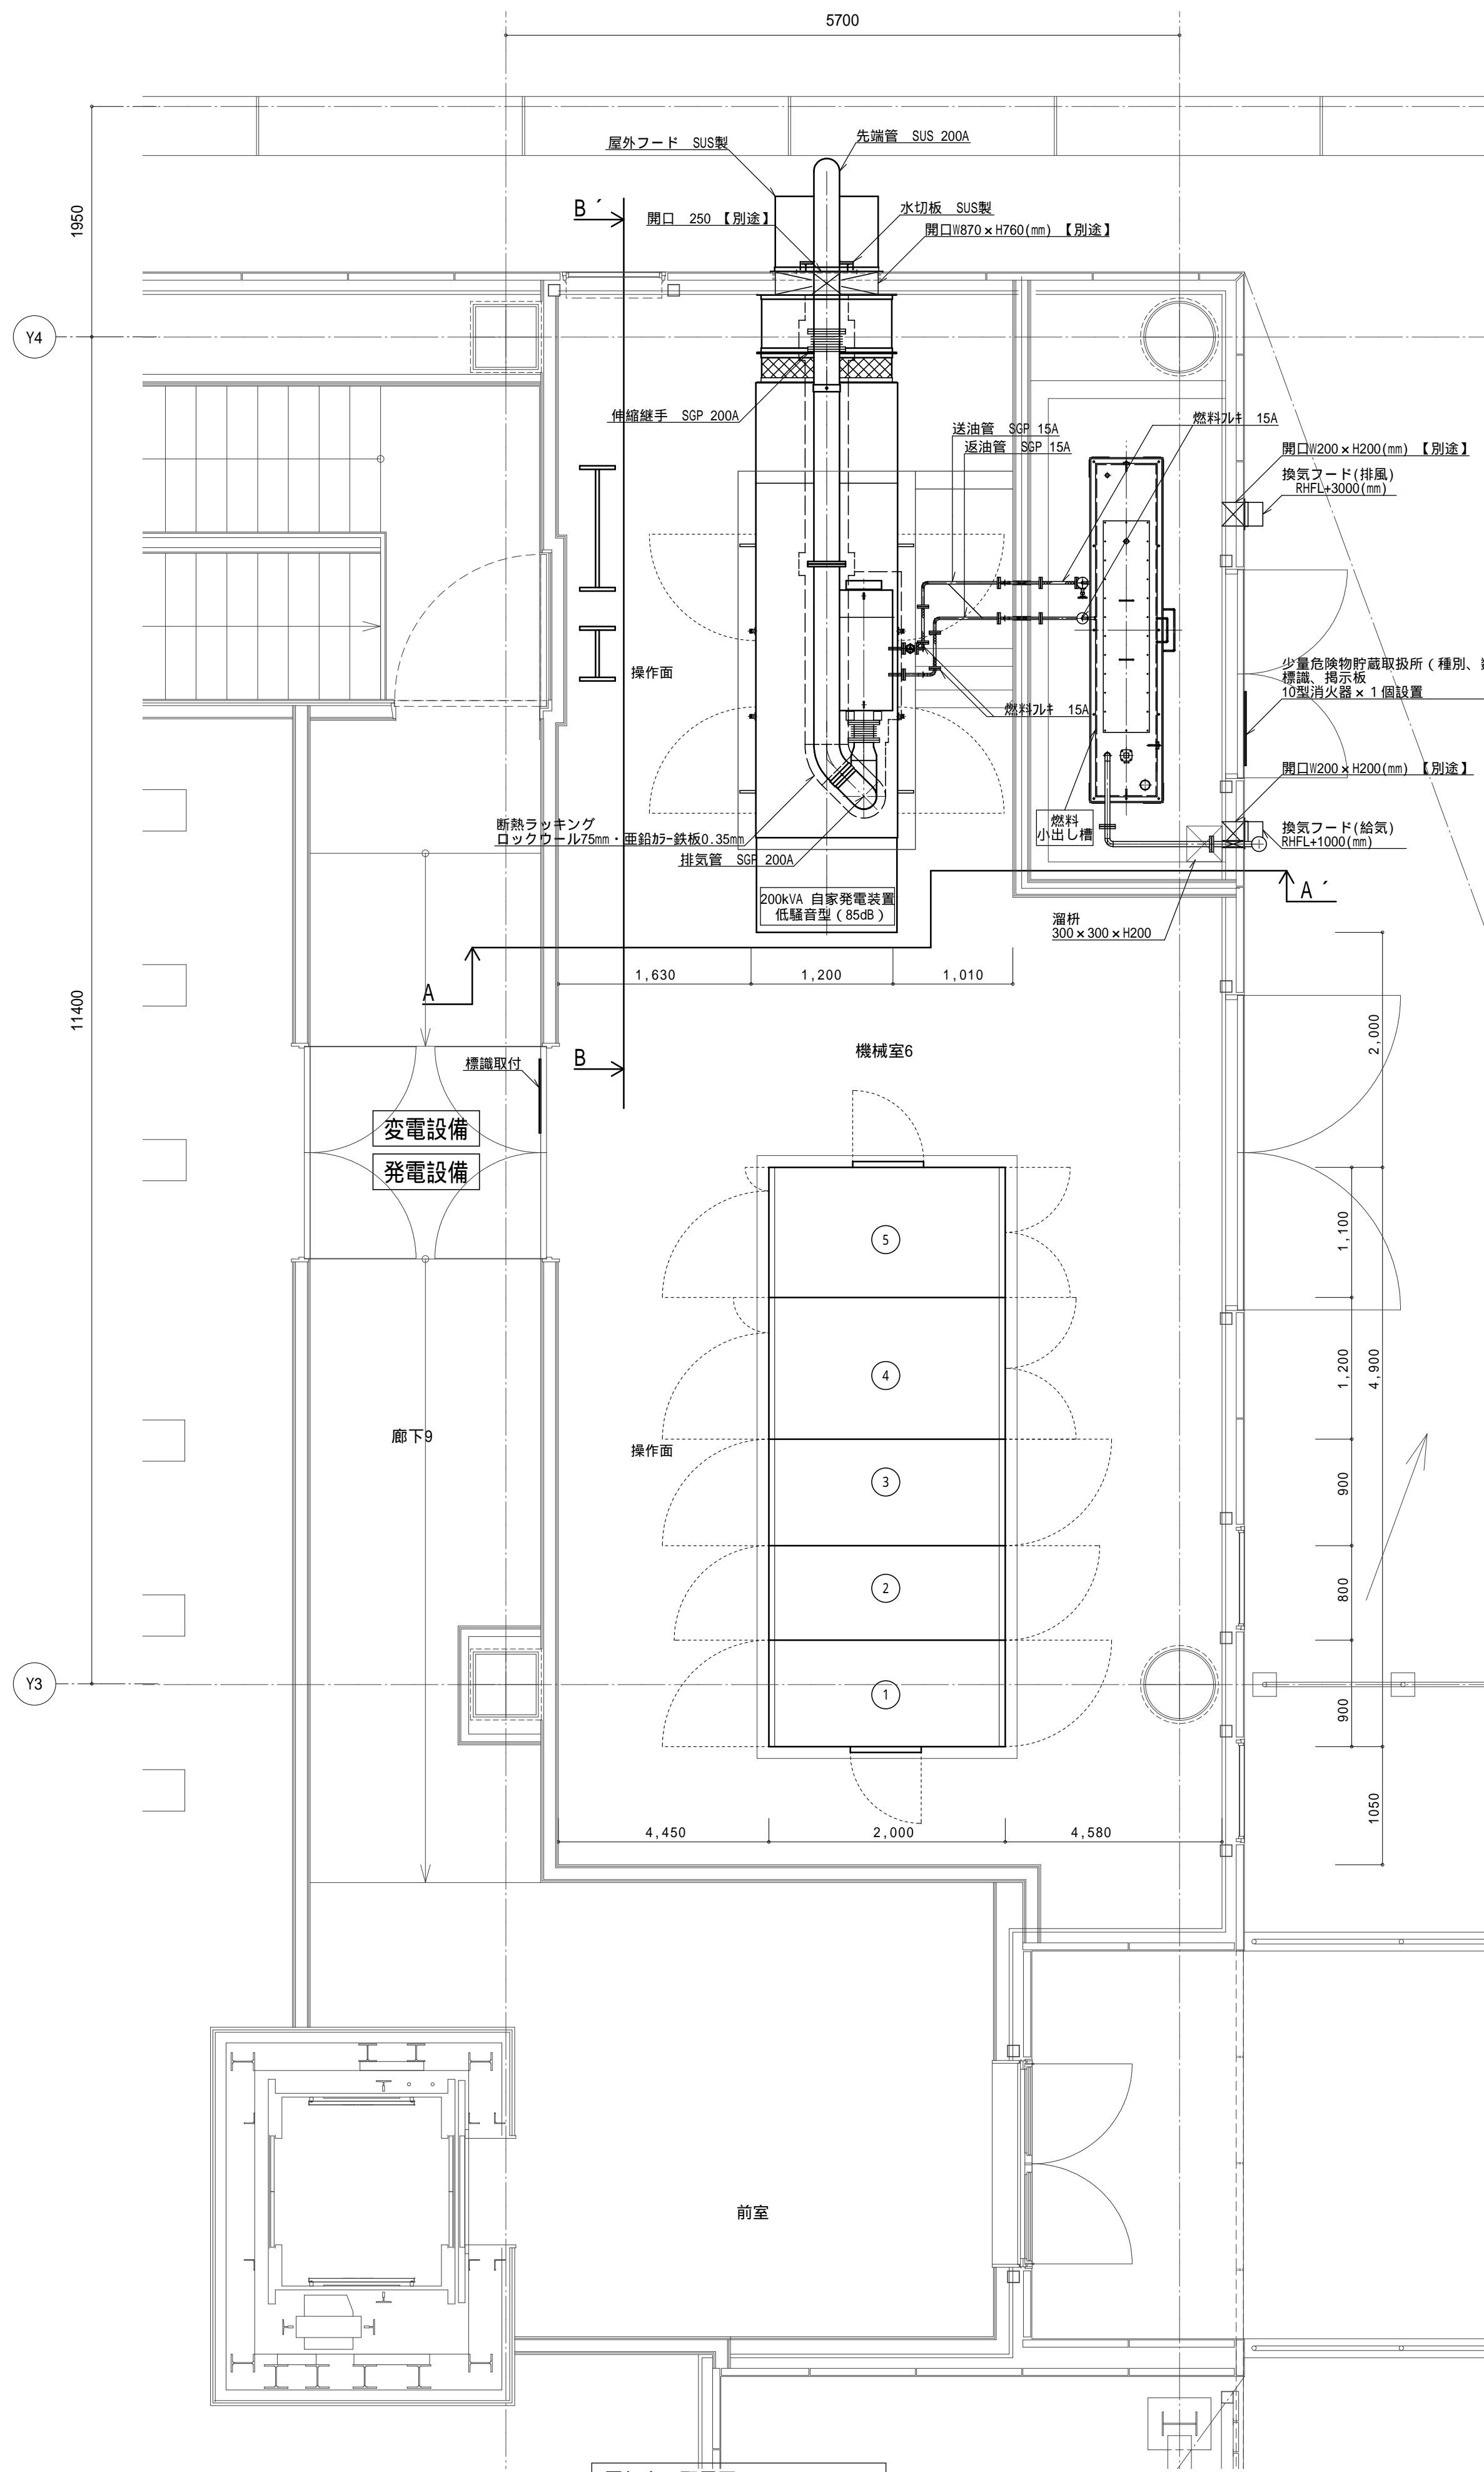 5700
屋外フード　SUS製
先端管　SUS 200A
B ´
開口　250 【別途】
水切板　SUS製
開口W870×H760(mm) 【別途】
1950
Y4
伸縮継手　SGP 200A
送油管　SGP 15A
返油管　SGP 15A
燃料フレキ　15A
開口W200×H200(mm) 【別途】
換気フード(排風)
RHFL+3000(mm)
操作面
少量危険物貯蔵取扱所（種別、
標識、掲示板
10型消火器×１個設置
燃料フレキ　15A
開口W200×H200(mm) 【別途】
断熱ラッキング
ロックウール75mm・亜鉛カラー鉄板0.35mm
燃料
小出し槽
換気フード(給気)
RHFL+1000(mm)
排気管　SGP 200A
200kVA 自家発電装置
低騒音型（85dB）
A ´
溜枡
300×300×H200
1,630
1,200
1,010
A
11400
2,000
機械室6
標識取付
B
変電設備
発電設備
5
1,100
4
1,200
4,900
廊下9
操作面
3
900
2
800
Y3
1
900
1050
4,450
2,000
4,580
前室